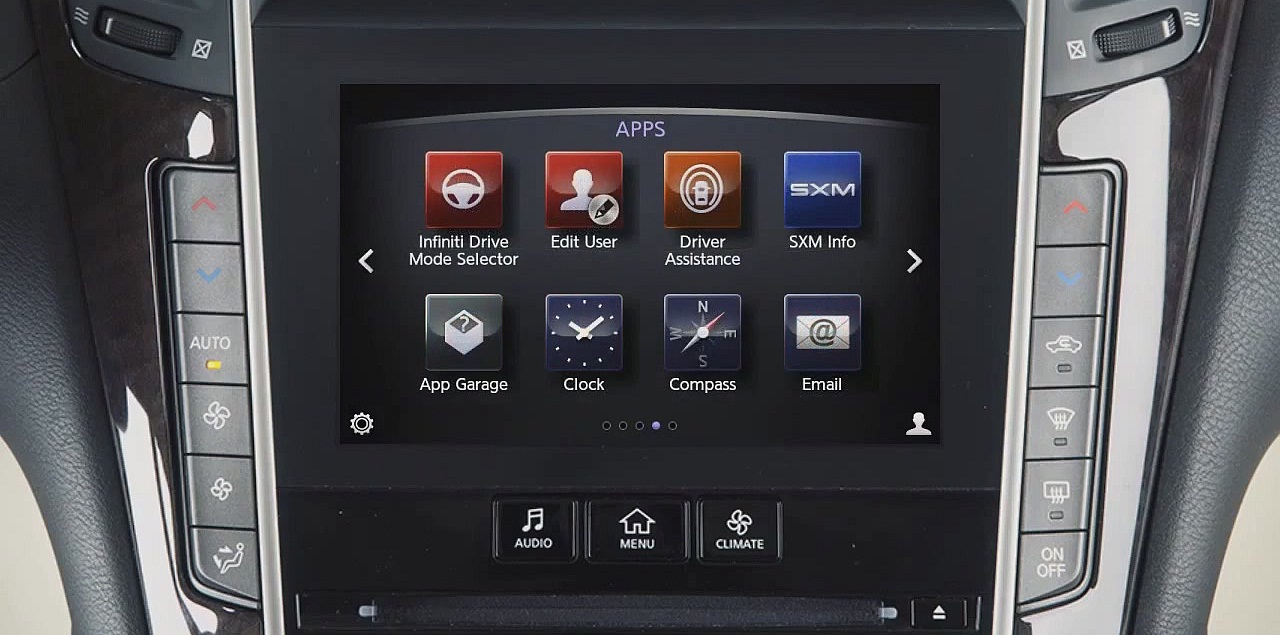 APPS
SXM
Infiniti Drive
Mode Selector
Edit User
Driver
Assistance
SXM Info
N
W
E
S
@
App Garage
Clock
Compass
Email
AUTO
AUDIO
MENU
CLIMATE
ON
OFF